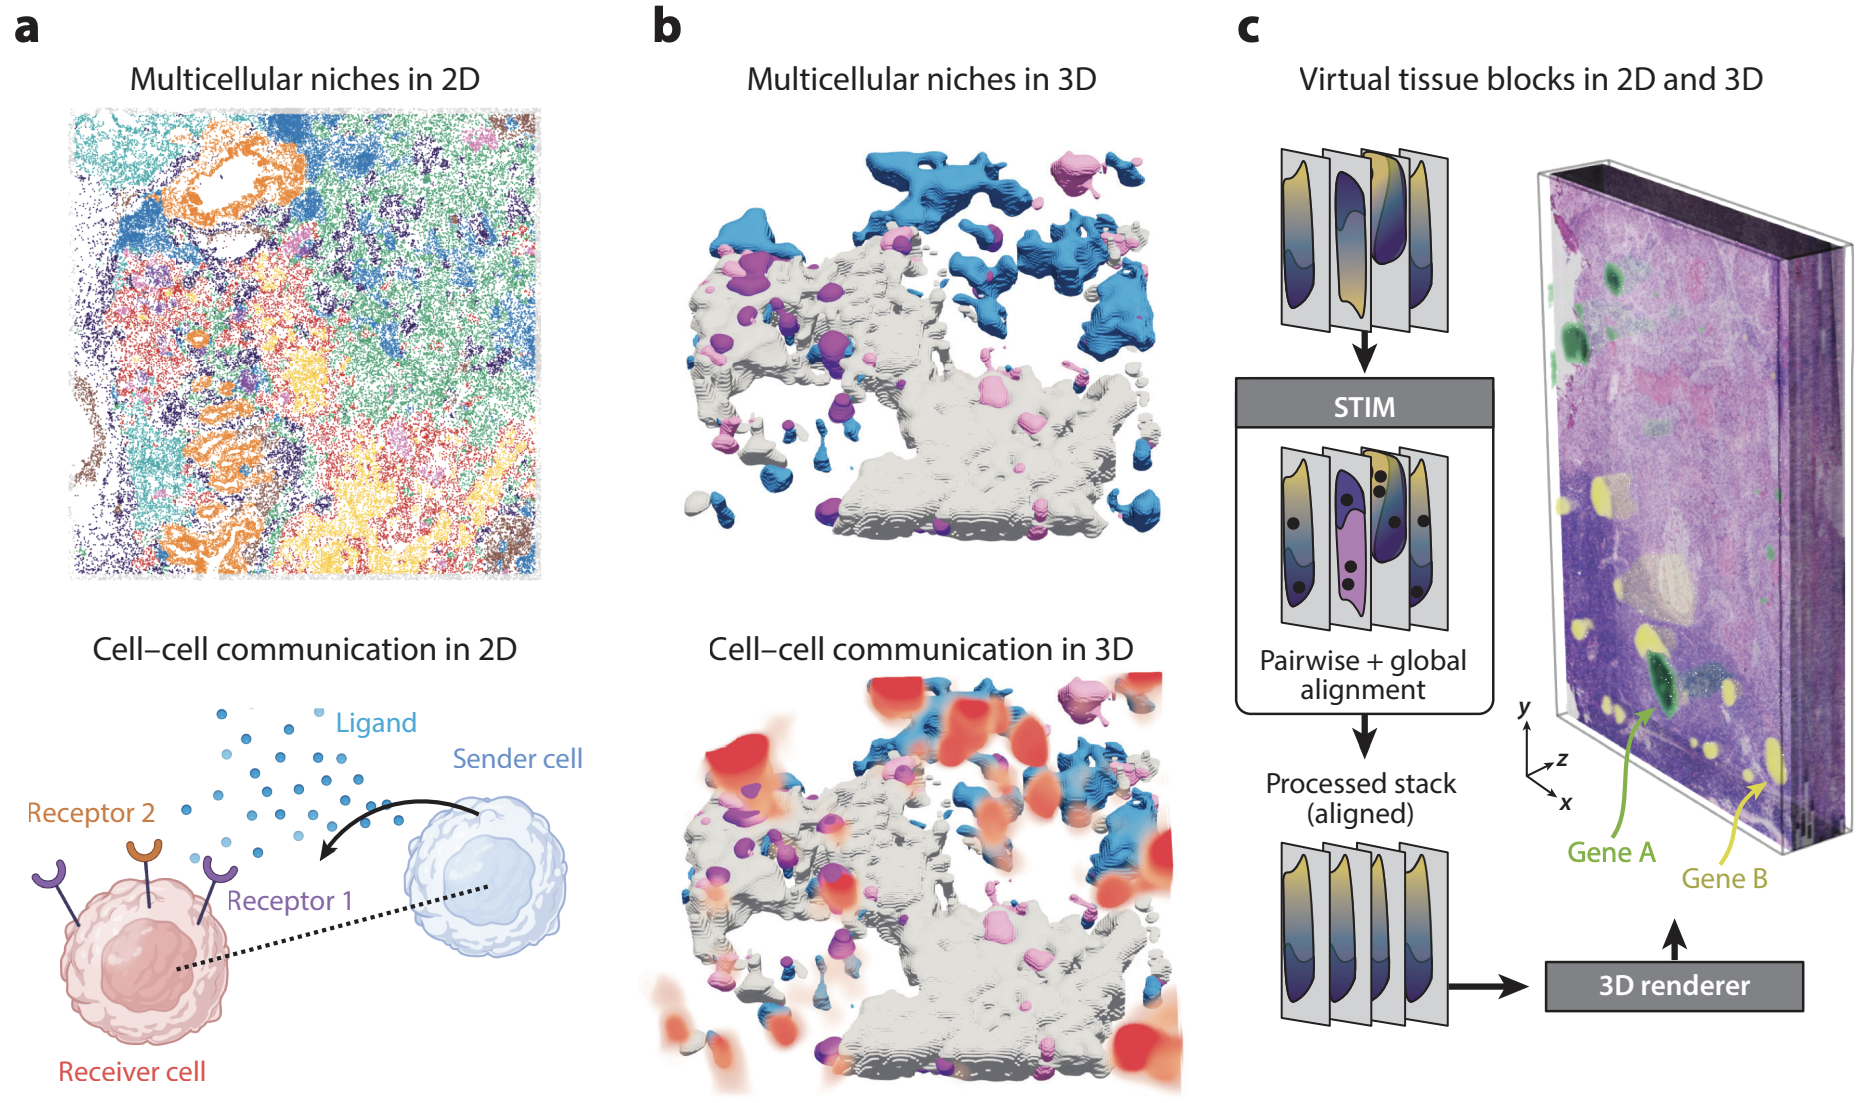 a
Multicellular niches in 2D
Cell–cell communication in 2D
Ligand
Sender cell
Receptor 2
Receptor 1
Receiver cell
b
Multicellular niches in 3D
Cell–cell communication in 3D
c
Virtual tissue blocks in 2D and 3D
STIM
Pairwise + global
alignment
Processed stack
(aligned)
3D renderer
y
z
x
Gene A
Gene B